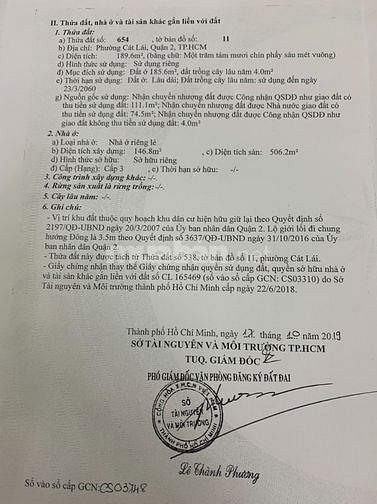 II. Thửa đất, nhà ở và tài sản khác gắn liền với đất
1. Thửa đất:
a) Thửa đất số: 654 , tờ bản đồ số: 11
b) Địa chỉ: Phường Cát Lái, Quận 2, TP.HCM
c) Diện tích: 189.6m², (bằng chữ: Một trăm tám mươi chín phẩy sáu mét vuông)
d) Hình thức sử dụng: Sử dụng riêng
đ) Mục đích sử dụng: Đất ở 185.6m², đất trồng cây lâu năm 4.0m²
e) Thời hạn sử dụng: Đất ở: Lâu dài; Đất trồng cây lâu năm: sử dụng đến ngày
23/3/2060
g) Nguồn gốc sử dụng: Nhận chuyển nhượng đất được Công nhận QSDĐ như giao đất có
thu tiền sử dụng đất: 111.1m²; Nhận chuyển nhượng đất được Nhà nước giao đất có
thu tiền sử dụng đất: 74.5m²; Nhận chuyển nhượng đất được Công nhận QSDĐ như
giao đất không thu tiền sử dụng đất: 4.0m²
2. Nhà ở:
a) Loại nhà ở: Nhà ở riêng lẻ
b) Diện tích xây dựng: 146.8m² , c) Diện tích sàn: 506.2m²
d) Hình thức sở hữu: Sở hữu riêng
đ) Cấp (Hạng): Cấp 3 , e) Thời hạn sở hữu: -/-
3. Công trình xây dựng khác: -/-.
4. Rừng sản xuất là rừng trồng: -/-.
5. Cây lâu năm: -/-.
6. Ghi chú:
- Vị trí khu đất thuộc quy hoạch khu dân cư hiện hữu giữ lại theo Quyết định số
2197/QĐ-UBND ngày 20/3/2007 của Ủy ban nhân dân Quận 2. Lộ giới lối đi chung
hướng Đông là 3.5m theo Quyết định số 3637/QĐ-UBND ngày 31/10/2016 của Ủy
ban nhân dân Quận 2.
- Thửa đất này được tách từ Thửa đất số 538, tờ bản đồ số 11, phường Cát Lái.
- Giấy chứng nhận thay thế Giấy chứng nhận quyền sử dụng đất, quyền sở hữu nhà ở
và tài sản khác gắn liền với đất số CL 165469 (số vào sổ cấp GCN: CS03310) do Sở
Tài nguyên và Môi trường thành phố Hồ Chí Minh cấp ngày 22/6/2018.
Thành phố Hồ Chí Minh, ngày 17 tháng 10 năm 2019
SỞ TÀI NGUYÊN VÀ MÔI TRƯỜNG TP.HCM
TUQ. GIÁM ĐỐC
PHÓ GIÁM ĐỐC VĂN PHÒNG ĐĂNG KÝ ĐẤT ĐAI
SỞ
TÀI NGUYÊN
VÀ MÔI TRƯỜNG
THÀNH PHỐ HỒ CHÍ MINH
Lê Thành Phương
Số vào sổ cấp GCN: CS03748